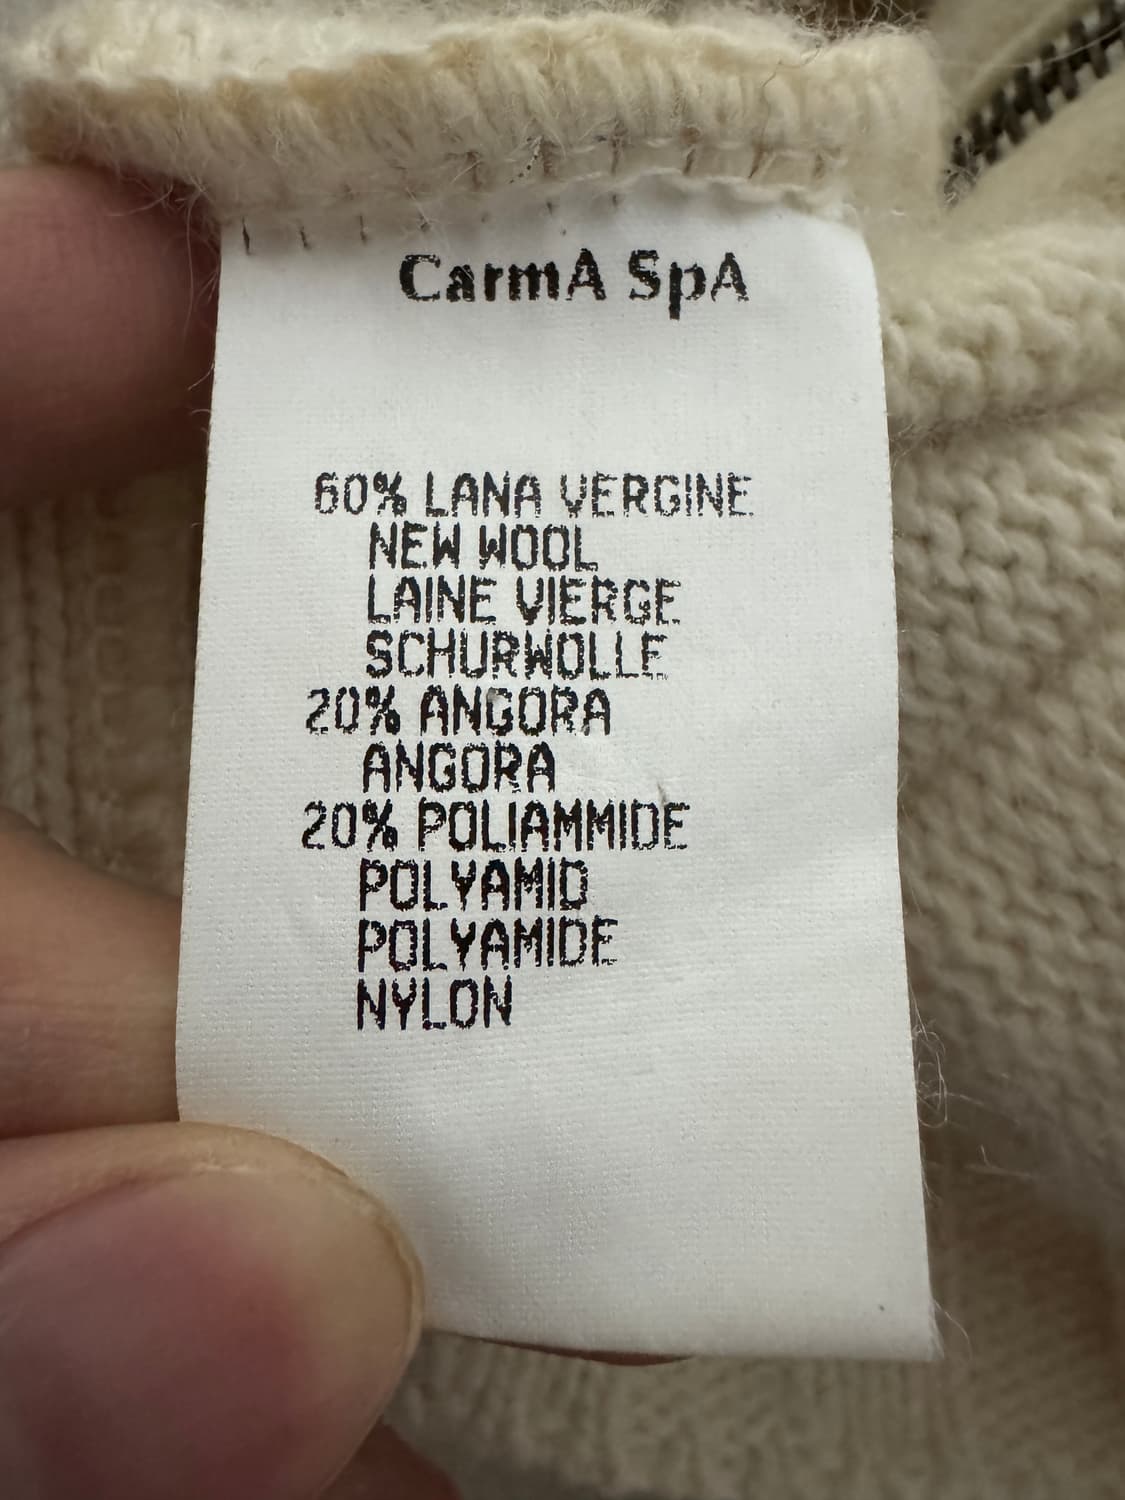 CarmA SpA
60% LANA VERGINE
NEW WOOL
LAINE VIERGE
SCHURWOLLE
20% ANGORA
ANGORA
20% POLIAMMIDE
POLYAMID
POLYAMIDE
NYLON